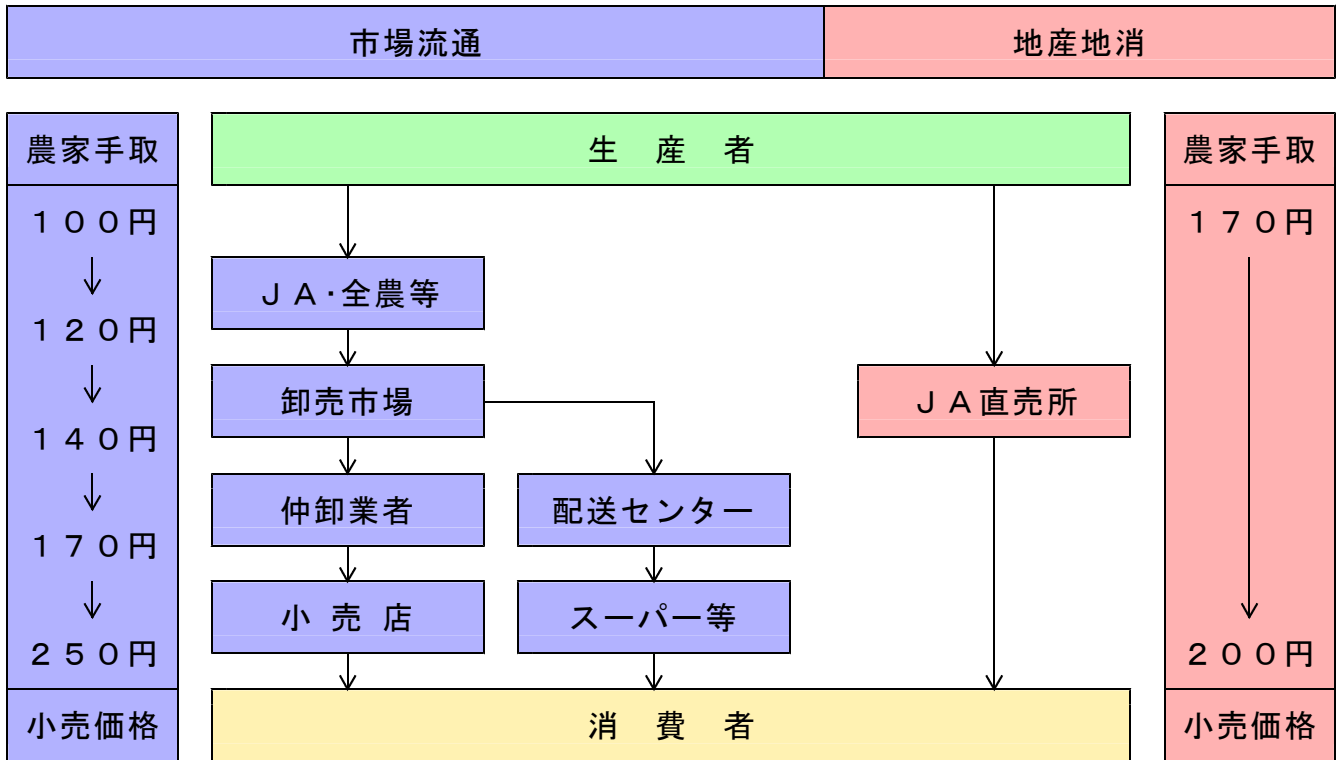 市場流通
地産地消
農家手取
生　産　者
農家手取
１００円
１７０円
ＪＡ・全農等
１２０円
卸売市場
ＪＡ直売所
１４０円
仲卸業者
配送センター
１７０円
小 売 店
スーパー等
２５０円
２００円
小売価格
消　費　者
小売価格